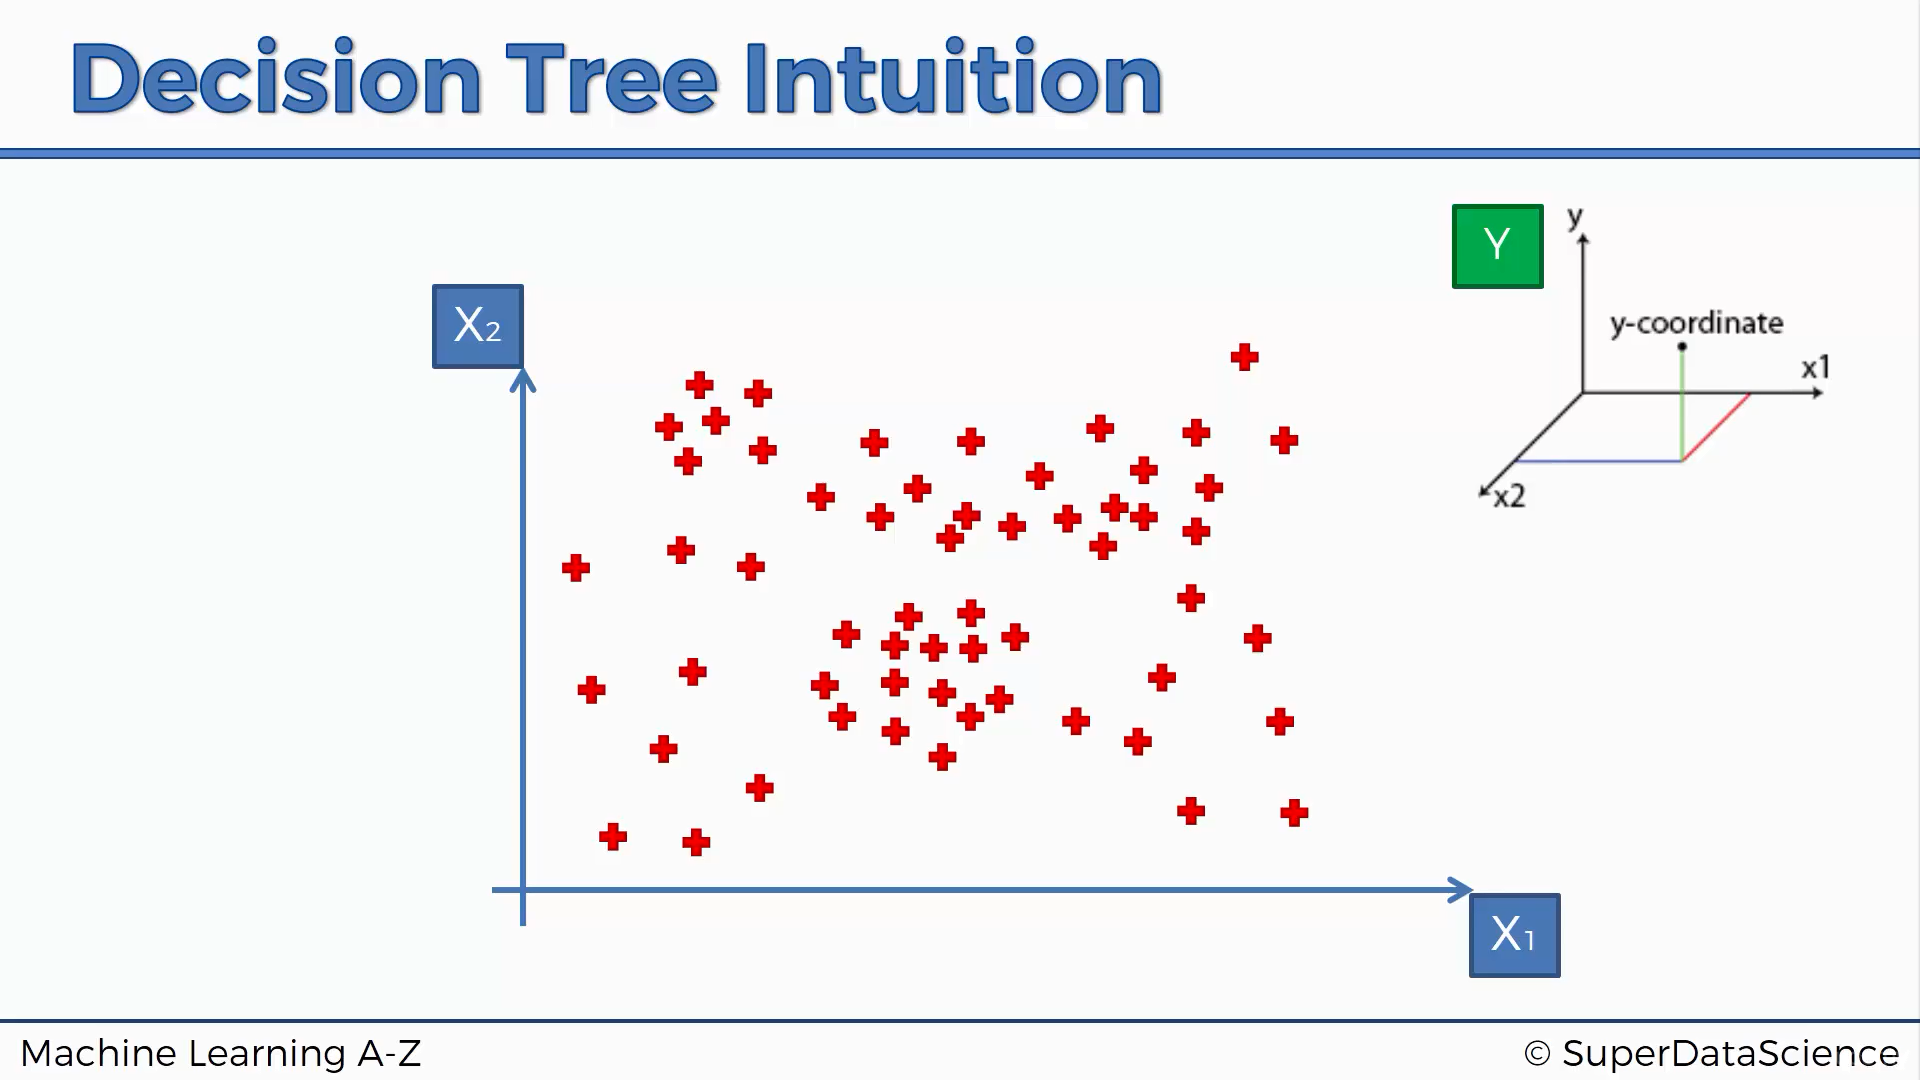 Decision Tree Intuition
Y
y
X2
y-coordinate
x1
x2
X1
Machine Learning A-Z
© SuperDataScience